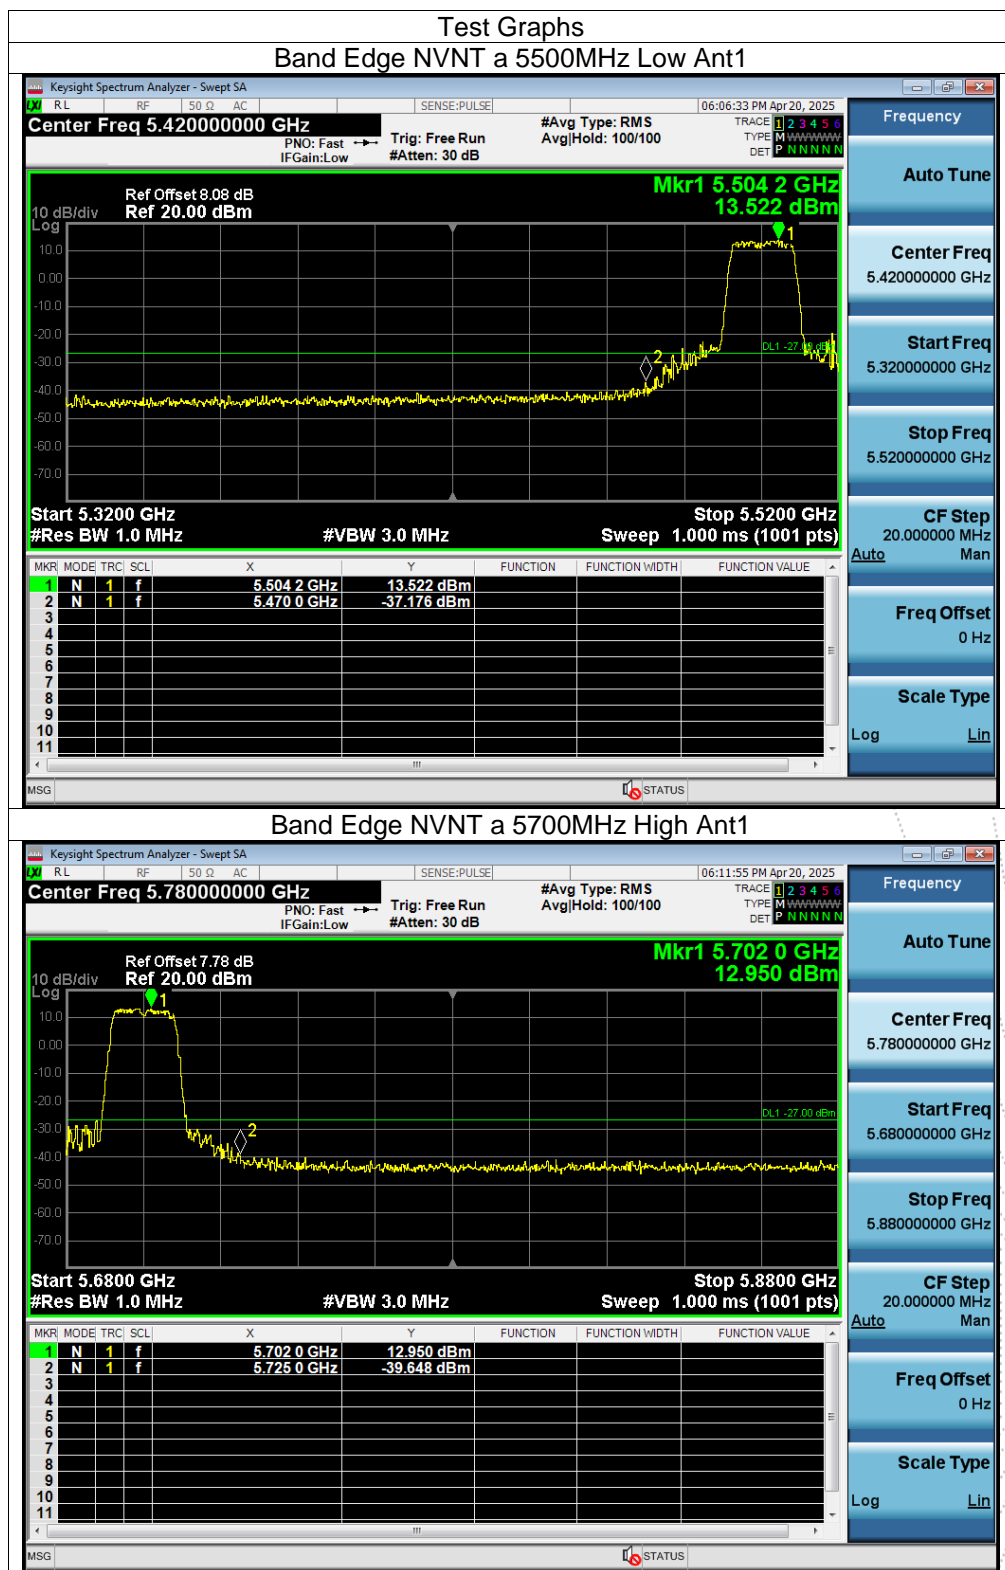 Test Graphs
Band Edge NVNT a 5500MHz Low Ant1
Keysight Spectrum Analyzer - Swept SA
LXI RL RF 50 Ω AC SENSE:PULSE 06:06:33 PM Apr 20, 2025
Center Freq 5.420000000 GHz #Avg Type: RMS TRACE 1 2 3 4 5 6
PNO: Fast Trig: Free Run Avg|Hold: 100/100 TYPE M WWWWW
IFGain:Low #Atten: 30 dB DET P N N N N N
Frequency
Auto Tune
Mkr1 5.504 2 GHz
13.522 dBm
Ref Offset 8.08 dB
10 dB/div Ref 20.00 dBm
Log
1
10.0
0.00
-10.0
-20.0
DL1 -27.00 dBm
-30.0
2
-40.0
-50.0
-60.0
-70.0
Start 5.3200 GHz Stop 5.5200 GHz
#Res BW 1.0 MHz #VBW 3.0 MHz Sweep 1.000 ms (1001 pts)
Center Freq
5.420000000 GHz
Start Freq
5.320000000 GHz
Stop Freq
5.520000000 GHz
CF Step
20.000000 MHz
Auto Man
Freq Offset
0 Hz
Scale Type
Log Lin
MKR MODE TRC SCL X Y FUNCTION FUNCTION WIDTH FUNCTION VALUE
1 N 1 f 5.504 2 GHz 13.522 dBm
2 N 1 f 5.470 0 GHz -37.176 dBm
3
4
5
6
7
8
9
10
11
MSG STATUS
Band Edge NVNT a 5700MHz High Ant1
Keysight Spectrum Analyzer - Swept SA
LXI RL RF 50 Ω AC SENSE:PULSE 06:11:55 PM Apr 20, 2025
Center Freq 5.780000000 GHz #Avg Type: RMS TRACE 1 2 3 4 5 6
PNO: Fast Trig: Free Run Avg|Hold: 100/100 TYPE M WWWWW
IFGain:Low #Atten: 30 dB DET P N N N N N
Frequency
Auto Tune
Mkr1 5.702 0 GHz
12.950 dBm
Ref Offset 7.78 dB
10 dB/div Ref 20.00 dBm
Log
1
10.0
0.00
-10.0
-20.0
DL1 -27.00 dBm
-30.0
2
-40.0
-50.0
-60.0
-70.0
Start 5.6800 GHz Stop 5.8800 GHz
#Res BW 1.0 MHz #VBW 3.0 MHz Sweep 1.000 ms (1001 pts)
Center Freq
5.780000000 GHz
Start Freq
5.680000000 GHz
Stop Freq
5.880000000 GHz
CF Step
20.000000 MHz
Auto Man
Freq Offset
0 Hz
Scale Type
Log Lin
MKR MODE TRC SCL X Y FUNCTION FUNCTION WIDTH FUNCTION VALUE
1 N 1 f 5.702 0 GHz 12.950 dBm
2 N 1 f 5.725 0 GHz -39.648 dBm
3
4
5
6
7
8
9
10
11
MSG STATUS